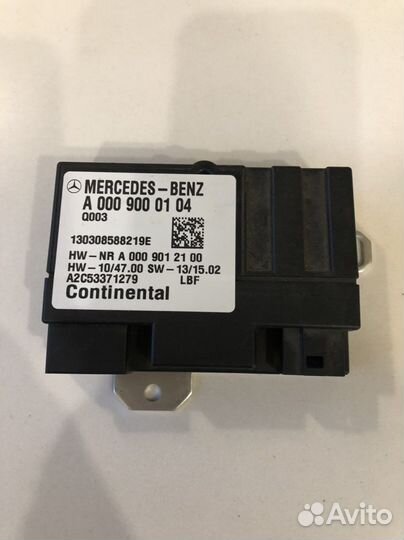 MERCEDES-BENZ
A 000 900 01 04
Q003
130308588219E
HW-NR A 000 901 21 00
HW-10/47.00 SW-13/15.02
A2C53371279 LBF
Continental
Avito